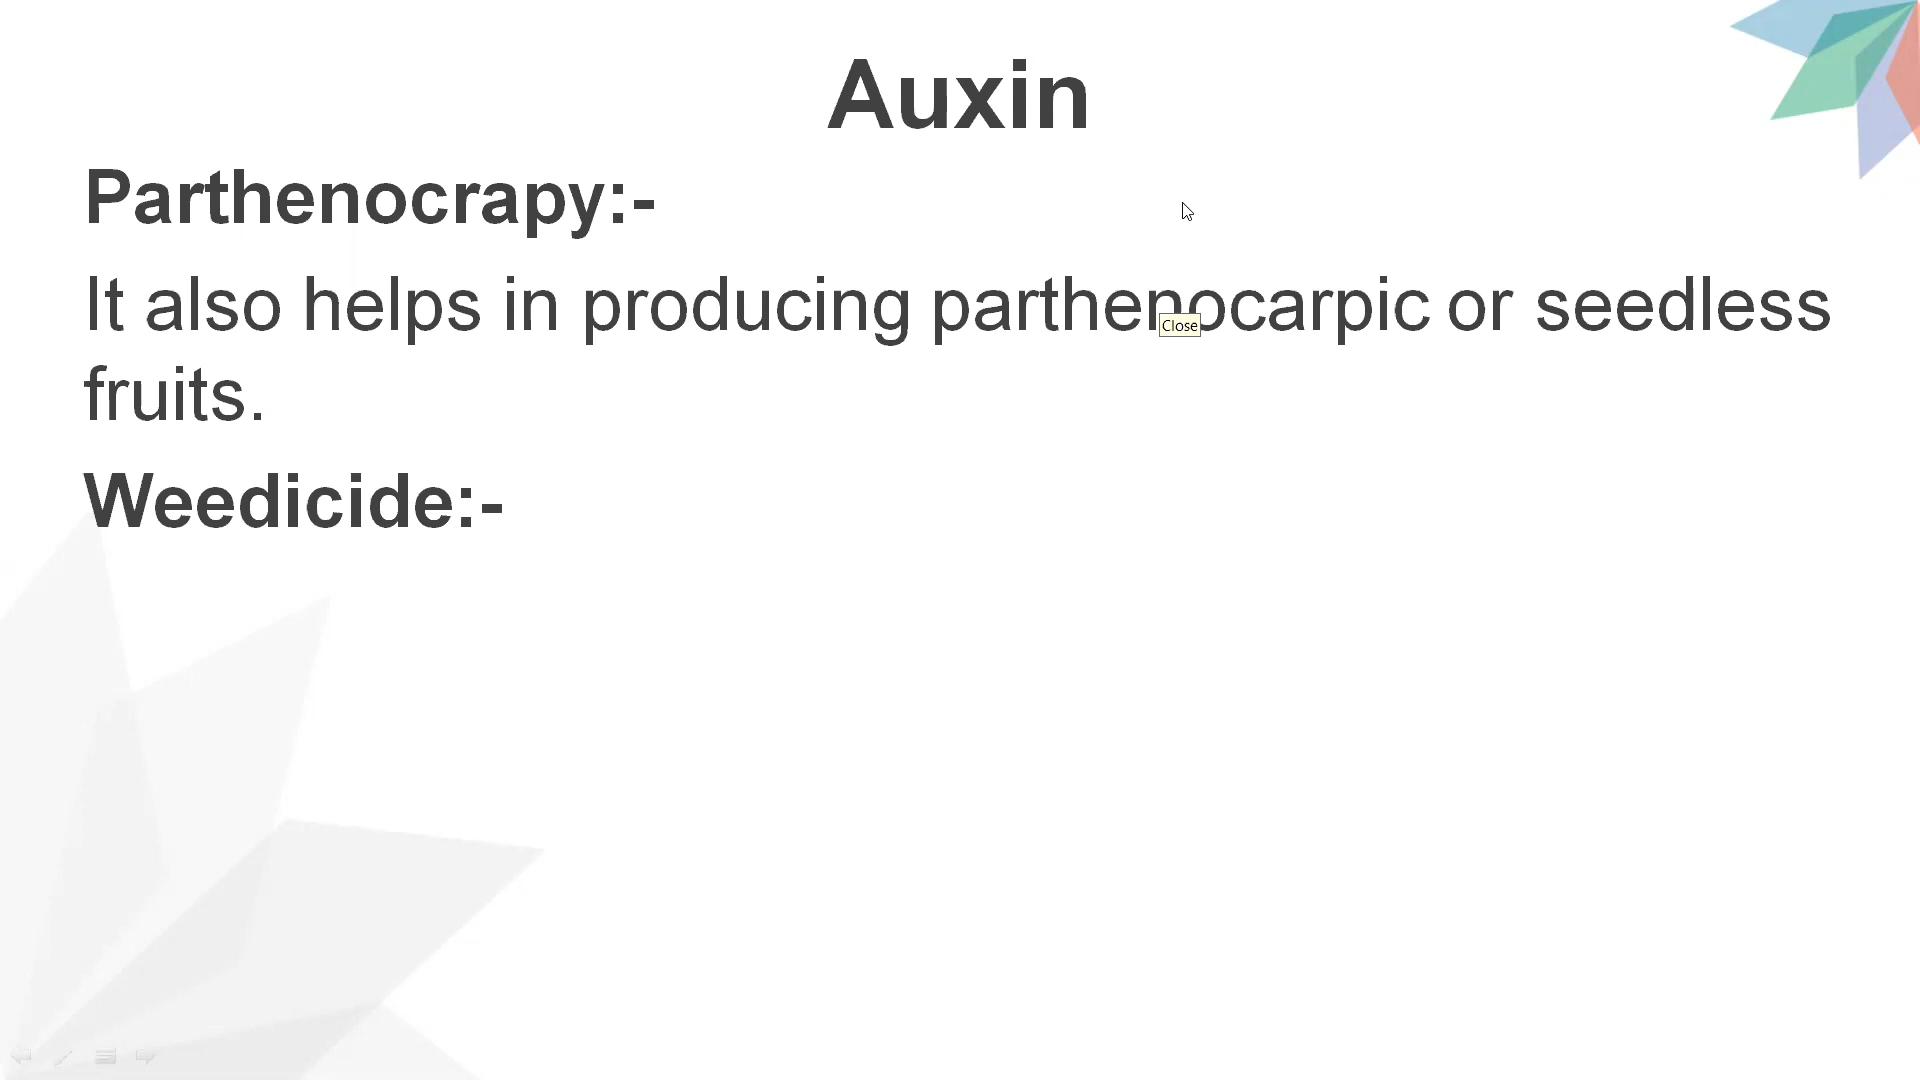 Auxin
Parthenocrapy:-
It also helps in producing parthenocarpic or seedless
Close
fruits.
Weedicide:-